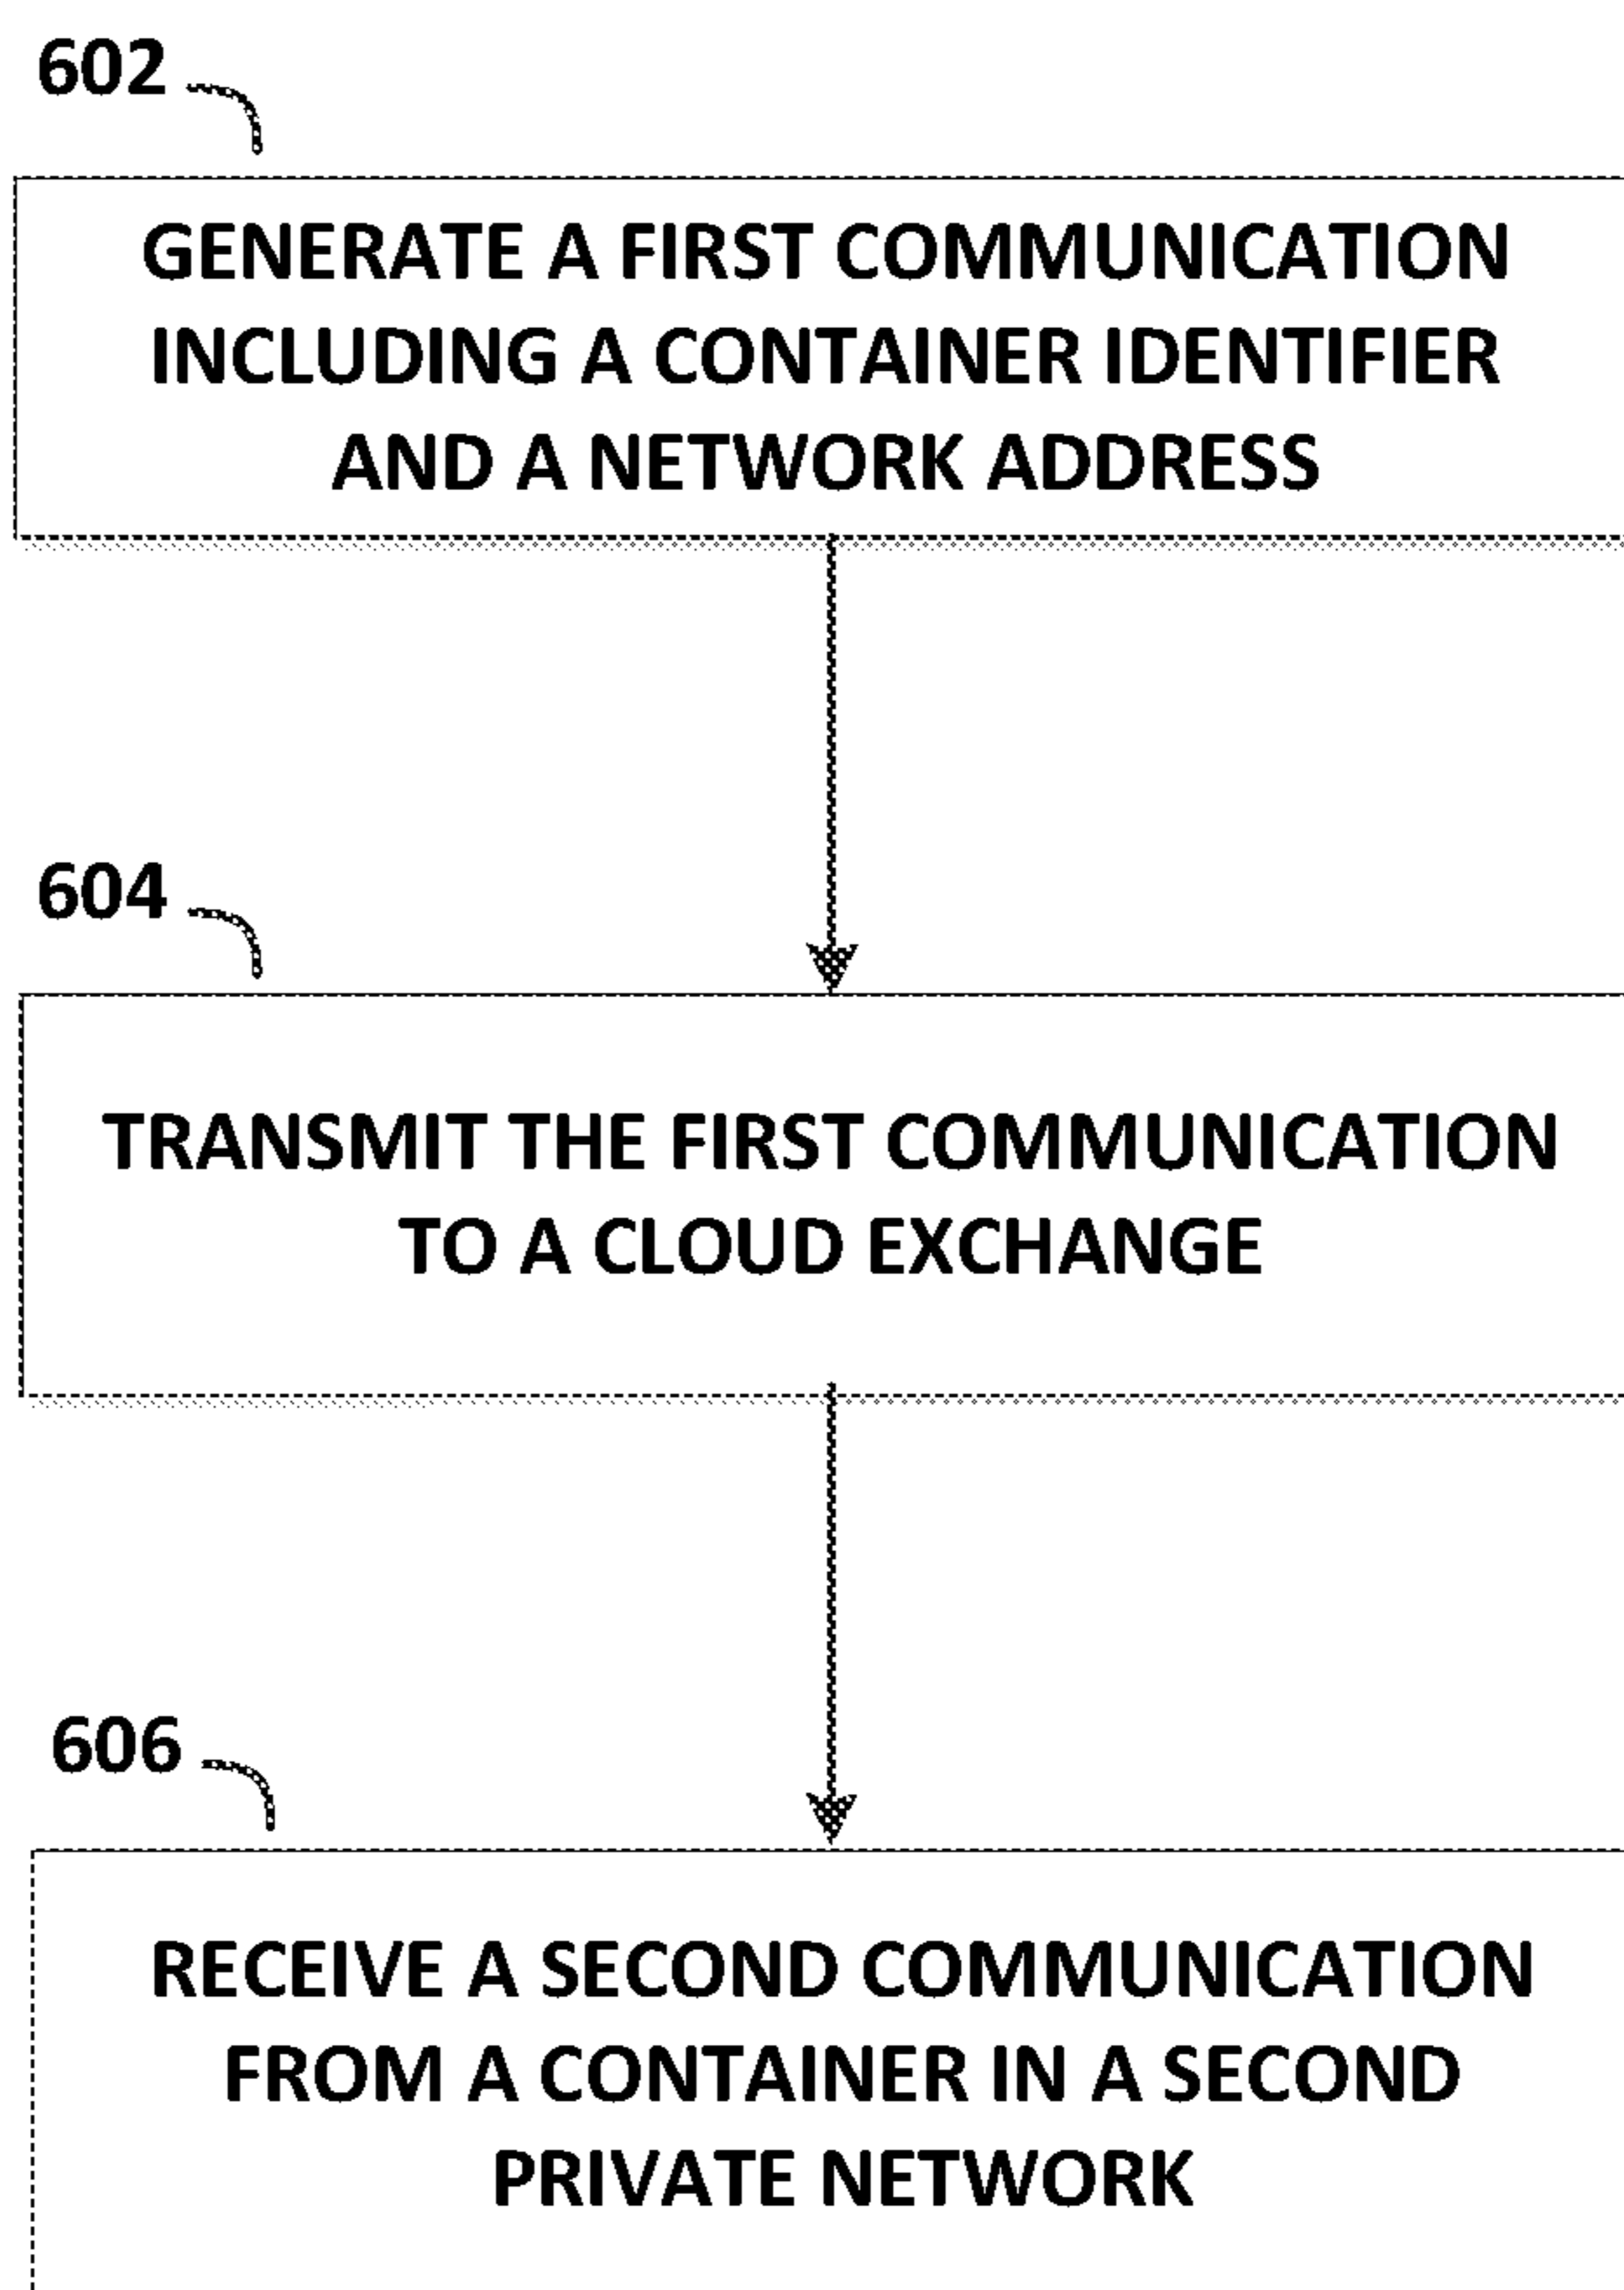 602
GENERATE A FIRST COMMUNICATION
INCLUDING A CONTAINER IDENTIFIER
AND A NETWORK ADDRESS
604
TRANSMIT THE FIRST COMMUNICATION
TO A CLOUD EXCHANGE
606
RECEIVE A SECOND COMMUNICATION
FROM A CONTAINER IN A SECOND
PRIVATE NETWORK